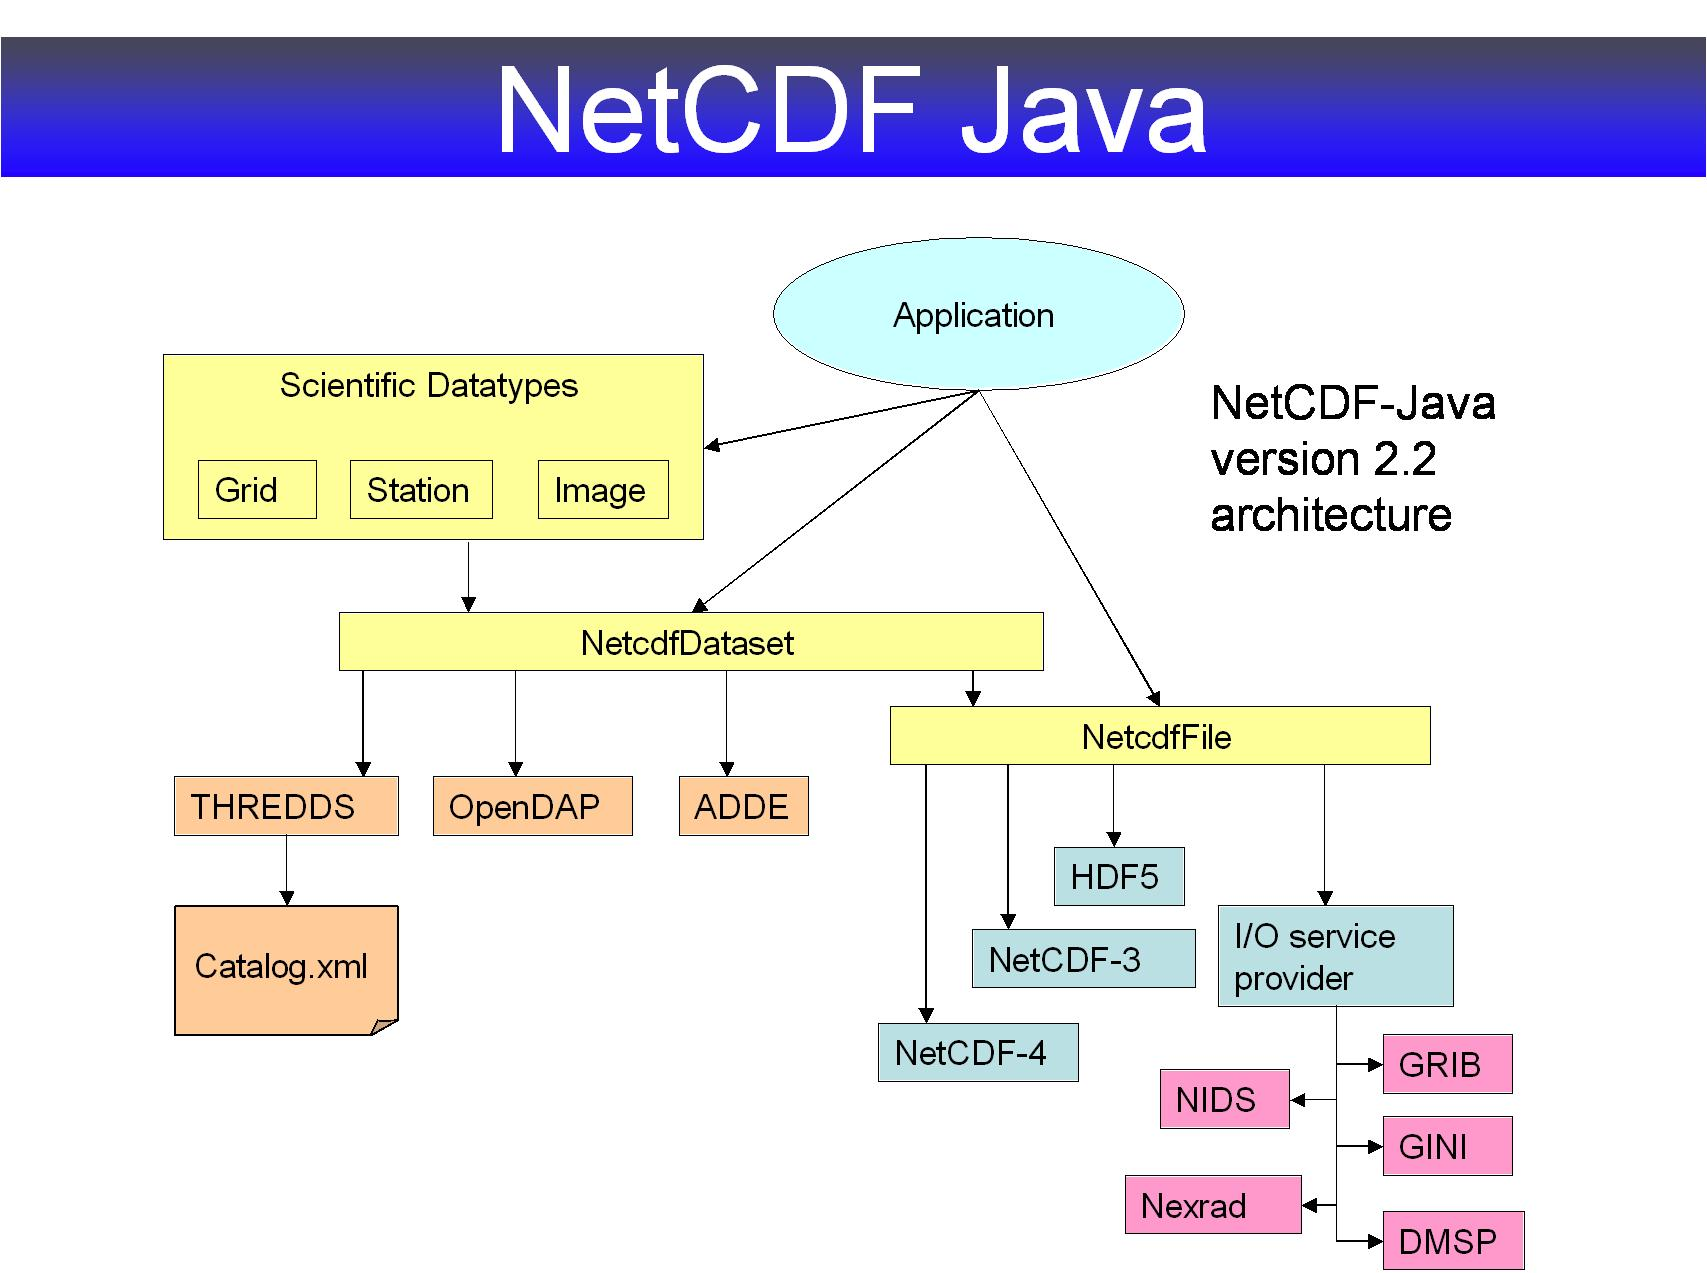 NetCDF Java
Application
Scientific Datatypes
Grid
Station
Image
NetCDF-Java
version 2.2
architecture
NetcdfDataset
NetcdfFile
THREDDS
OpenDAP
ADDE
HDF5
Catalog.xml
NetCDF-3
I/O service
provider
NetCDF-4
GRIB
NIDS
GINI
Nexrad
DMSP